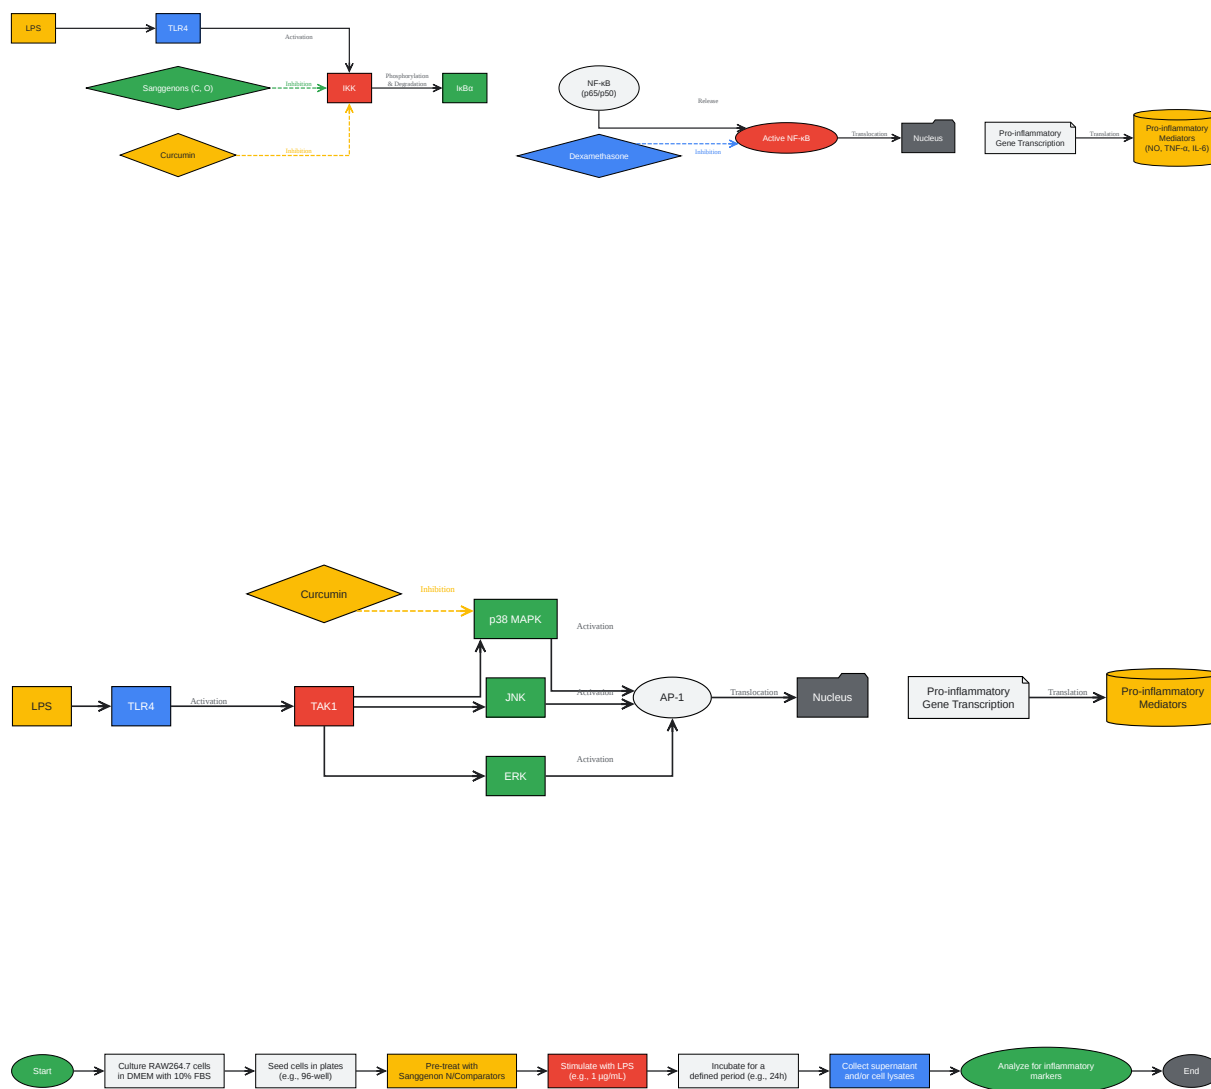 LPS
TLR4
Activation
Sanggenons (C, O)
Inhibition
IKK
Phosphorylation
& Degradation
IκBα
Curcumin
Inhibition
NF-κB
(p65/p50)
Release
Dexamethasone
Inhibition
Active NF-κB
Translocation
Nucleus
Pro-inflammatory
Gene Transcription
Translation
Pro-inflammatory
Mediators
(NO, TNF-α, IL-6)
Curcumin
Inhibition
p38 MAPK
Activation
LPS
TLR4
Activation
TAK1
JNK
Activation
AP-1
Translocation
Nucleus
Pro-inflammatory
Gene Transcription
Translation
Pro-inflammatory
Mediators
ERK
Activation
Start
Culture RAW264.7 cells
in DMEM with 10% FBS
Seed cells in plates
(e.g., 96-well)
Pre-treat with
Sanggenon N/Comparators
Stimulate with LPS
(e.g., 1 μg/mL)
Incubate for a
defined period (e.g., 24h)
Collect supernatant
and/or cell lysates
Analyze for inflammatory
markers
End